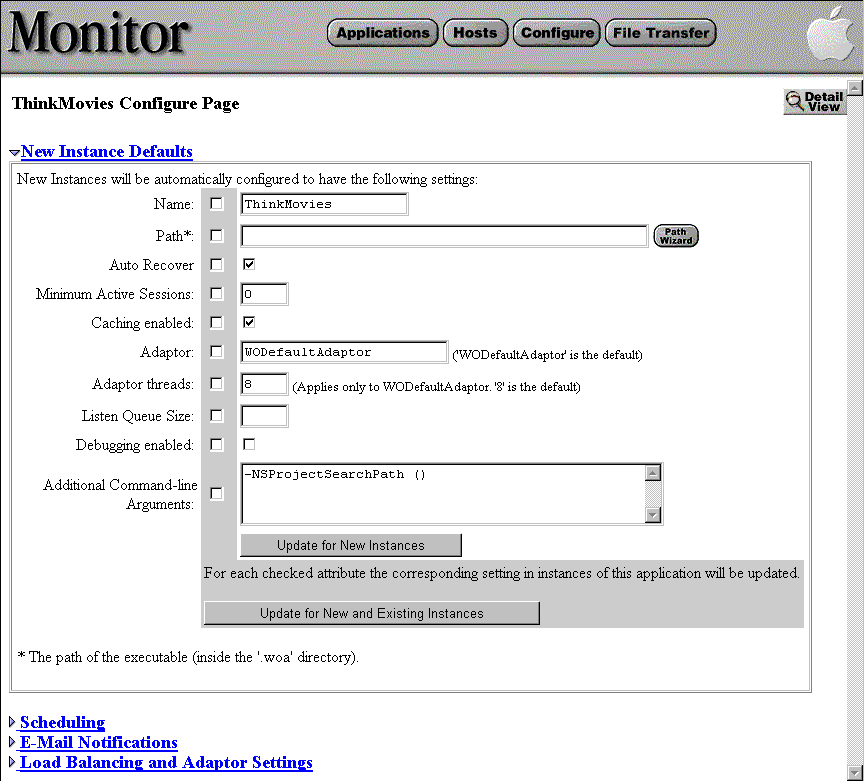 Monitor
Applications Hosts Configure File Transfer
ThinkMovies Configure Page
Detail View
New Instance Defaults
New Instances will be automatically configured to have the following settings:
Name: ThinkMovies
Path*: Path Wizard
Auto Recover
Minimum Active Sessions: 0
Caching enabled:
Adaptor: WODefaultAdaptor ('WODefaultAdaptor' is the default)
Adaptor threads: 8 (Applies only to WODefaultAdaptor. '8' is the default)
Listen Queue Size:
Debugging enabled:
Additional Command-line Arguments: -NSProjectSearchPath ()
Update for New Instances
For each checked attribute the corresponding setting in instances of this application will be updated.
Update for New and Existing Instances
* The path of the executable (inside the '.woa' directory).
Scheduling
E-Mail Notifications
Load Balancing and Adaptor Settings